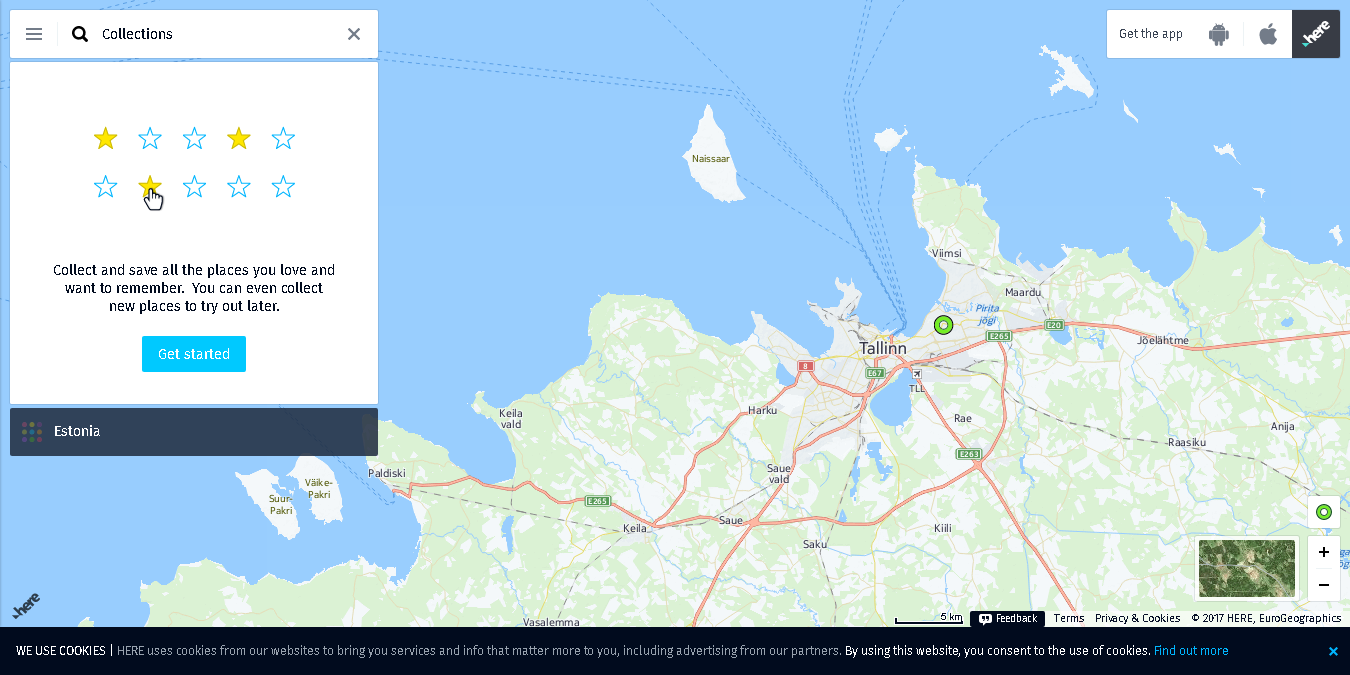 Collections
Get the app
here
Collect and save all the places you love and
want to remember. You can even collect
new places to try out later.
Get started
Estonia
Naissaar
Viimsi
Maardu
Pirita
jõgi
E20
E265
Jõelähtme
Tallinn
8
E67
TLL
Keila
vald
Harku
Rae
Anija
Raasiku
E263
Paldiski
Saue
vald
Väike-
Pakri
Suur-
Pakri
E265
Keila
Saue
Kiili
Saku
here
Vasalemma
5 km
Feedback
Terms
Privacy & Cookies
© 2017 HERE, EuroGeographics
WE USE COOKIES | HERE uses cookies from our websites to bring you services and info that matter more to you, including advertising from our partners. By using this website, you consent to the use of cookies. Find out more